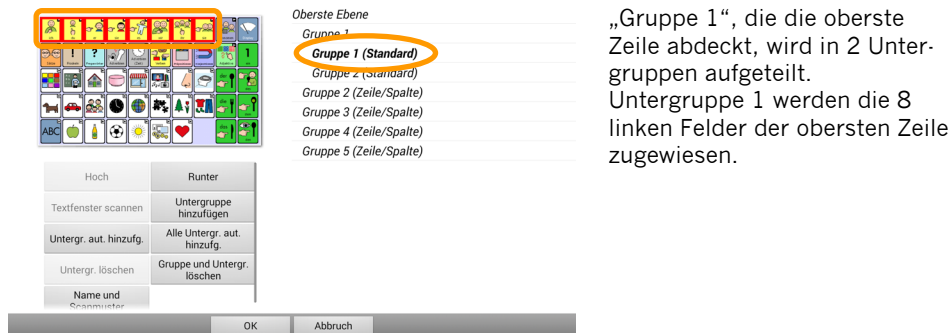 Oberste Ebene
Gruppe 1
Gruppe 1 (Standard)
Gruppe 2 (Standard)
Gruppe 2 (Zeile/Spalte)
Gruppe 3 (Zeile/Spalte)
Gruppe 4 (Zeile/Spalte)
Gruppe 5 (Zeile/Spalte)
ABC
1
Hoch
Runter
Textfenster scannen
Untergruppe
hinzufügen
Untergr. aut. hinzufg.
Alle Untergr. aut.
hinzufg.
Untergr. löschen
Gruppe und Untergr.
löschen
Name und
Scanmuster
OK
Abbruch
„Gruppe 1“, die die oberste
Zeile abdeckt, wird in 2 Unter-
gruppen aufgeteilt.
Untergruppe 1 werden die 8
linken Felder der obersten Zeile
zugewiesen.